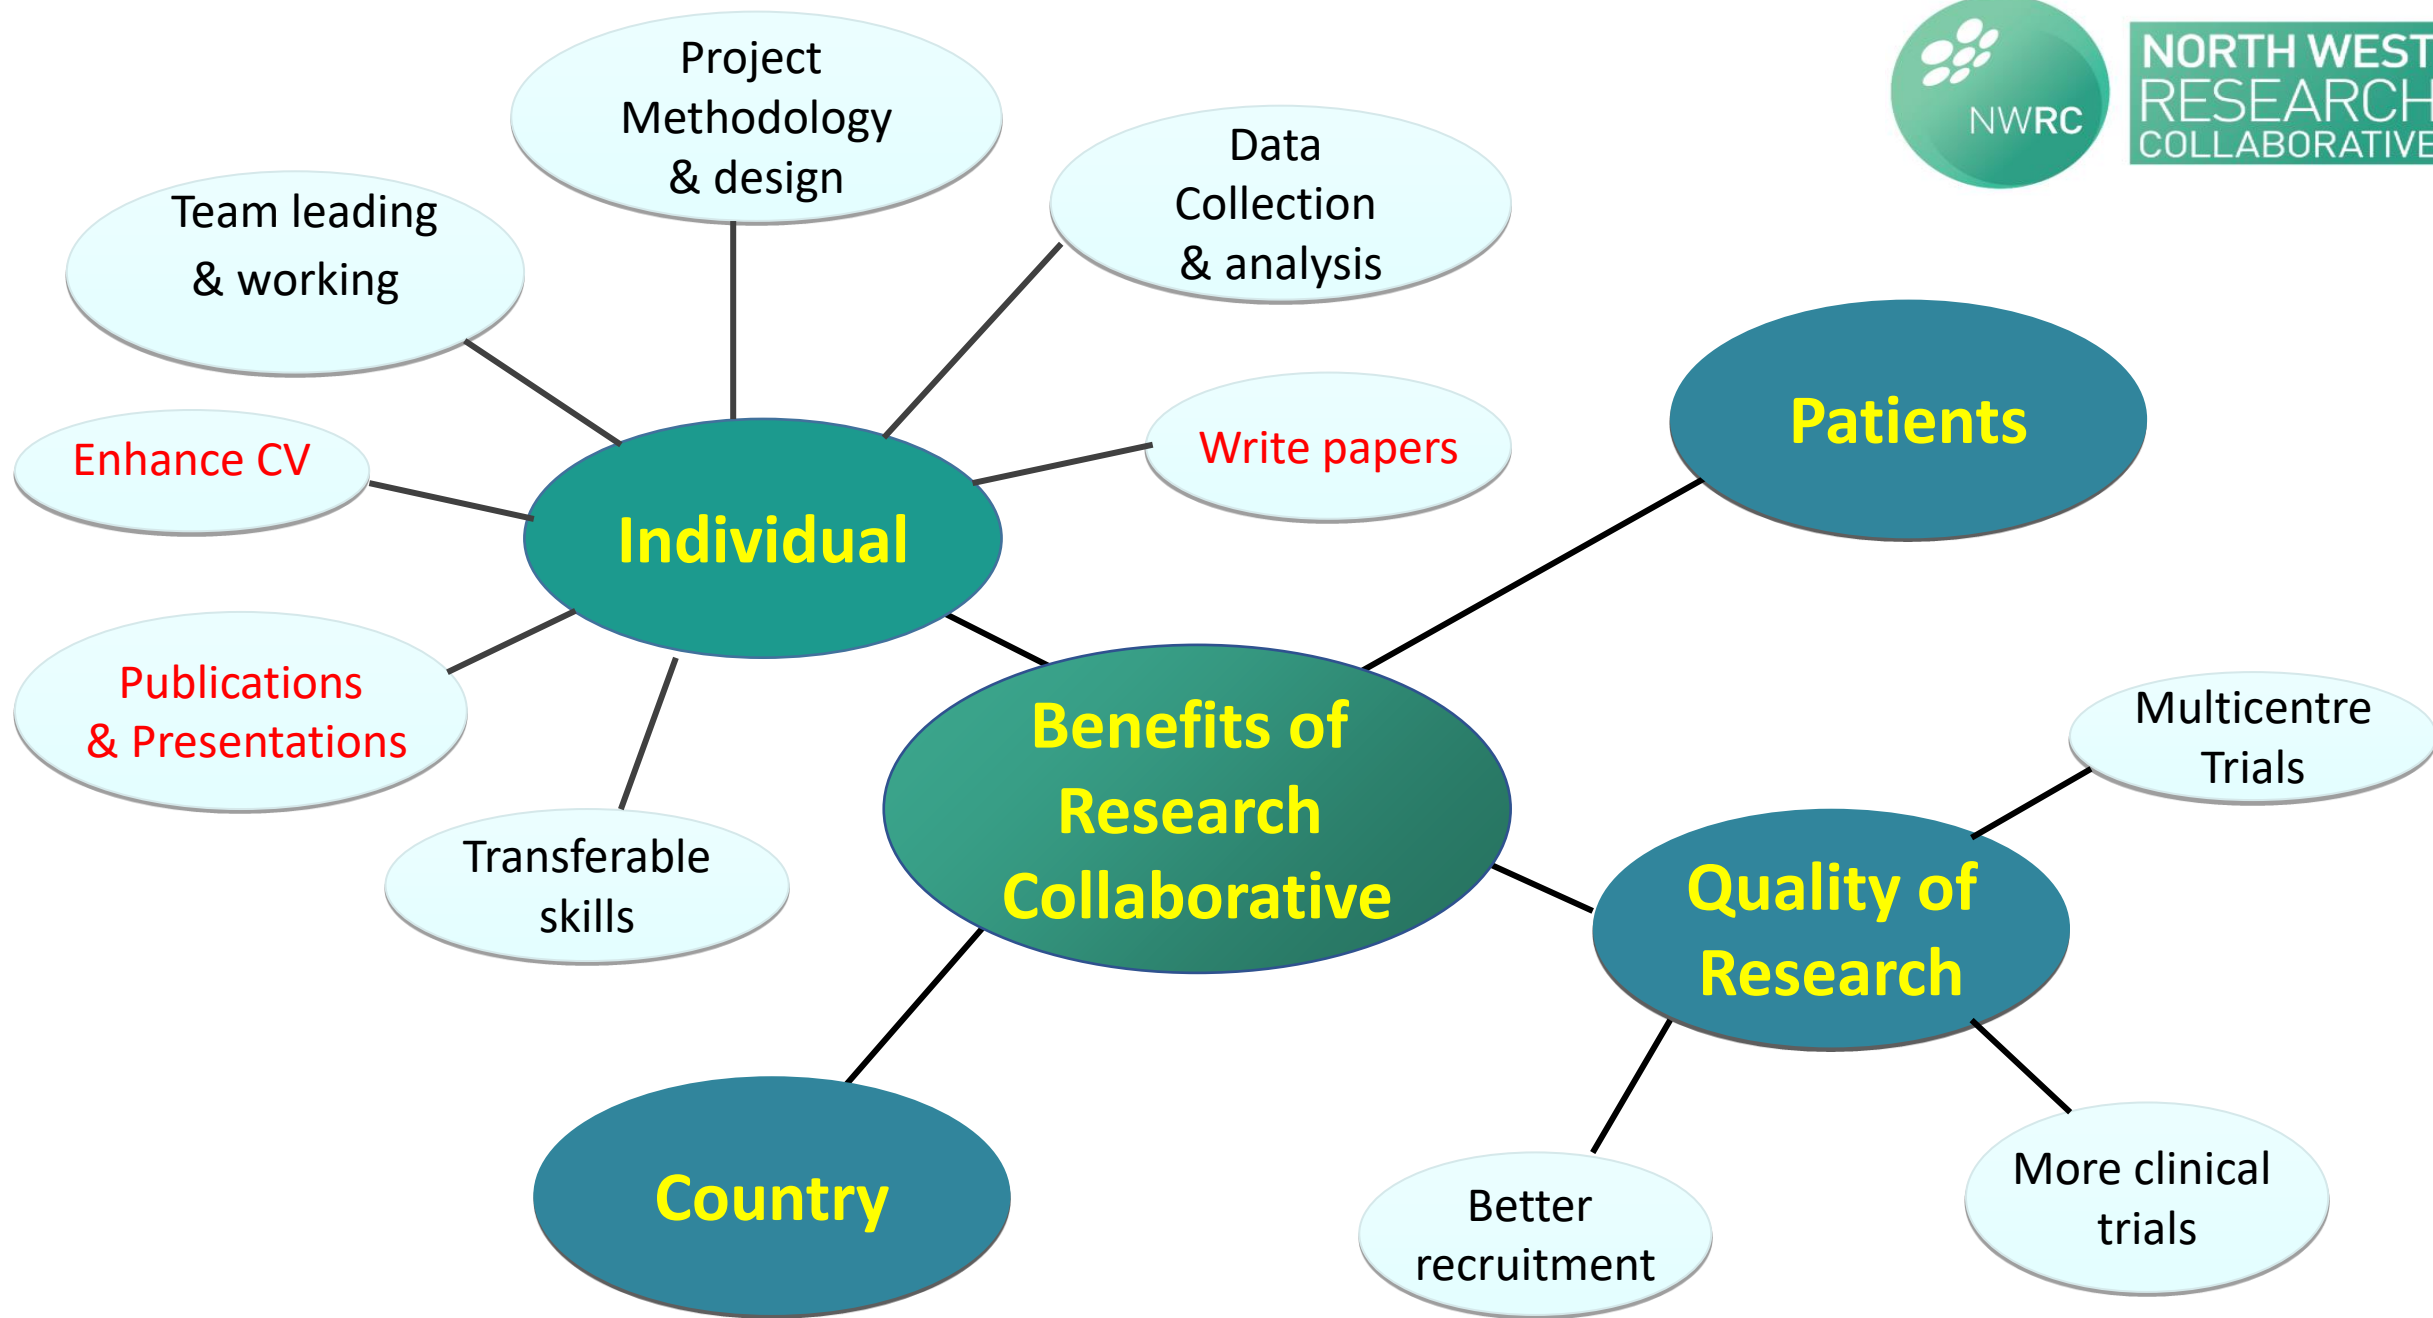 Project
Methodology
& design
NWRC
NORTH WEST
RESEARCH
COLLABORATIVE
Data
Collection
& analysis
Team leading
& working
Enhance CV
Write papers
Patients
Individual
Publications
& Presentations
Benefits of
Research
Collaborative
Multicentre
Trials
Transferable
skills
Quality of
Research
Country
Better
recruitment
More clinical
trials